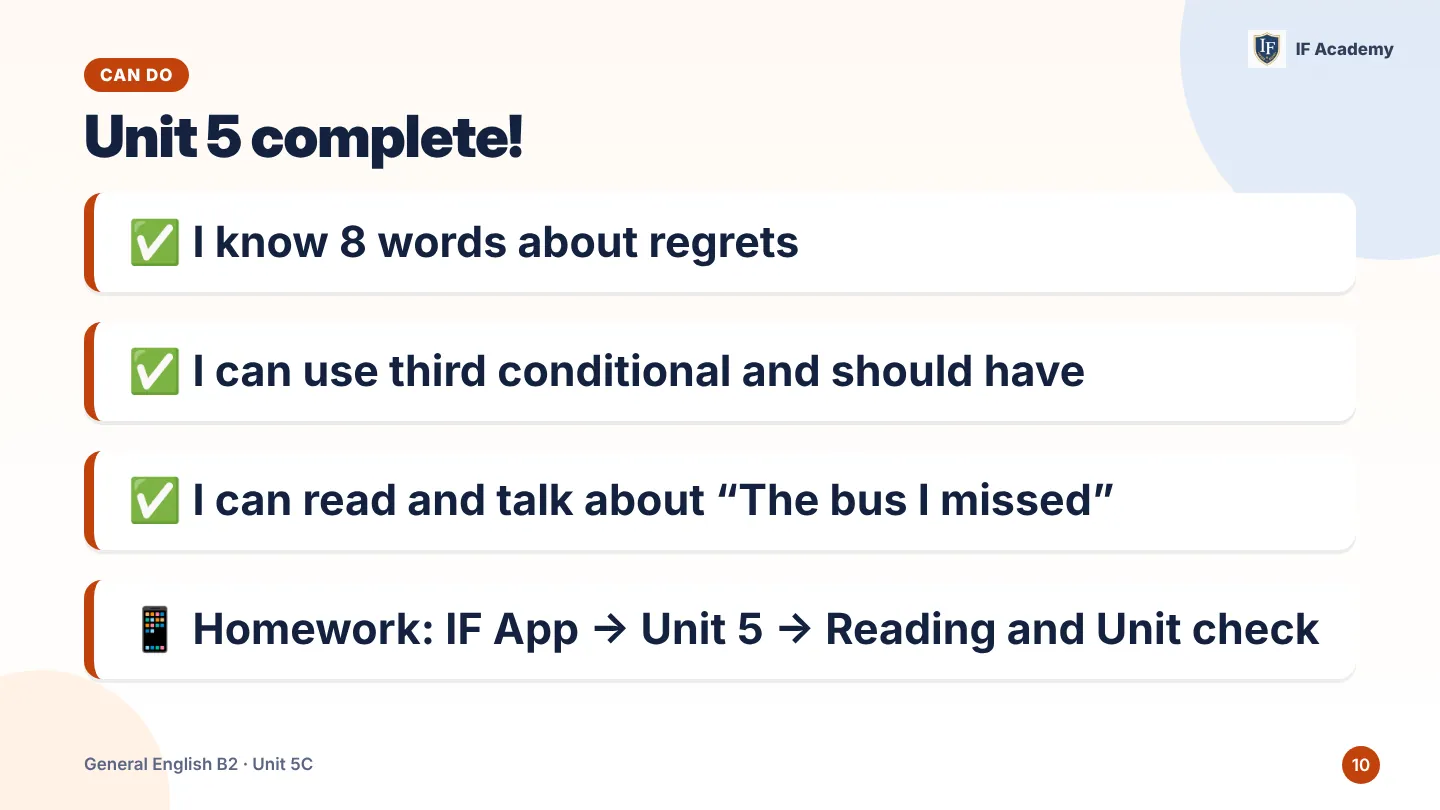 IF Academy
CAN DO
Unit 5 complete!
✅ I know 8 words about regrets
✅ I can use third conditional and should have
✅ I can read and talk about “The bus I missed”
📱 Homework: IF App → Unit 5 → Reading and Unit check
General English B2 · Unit 5C
10